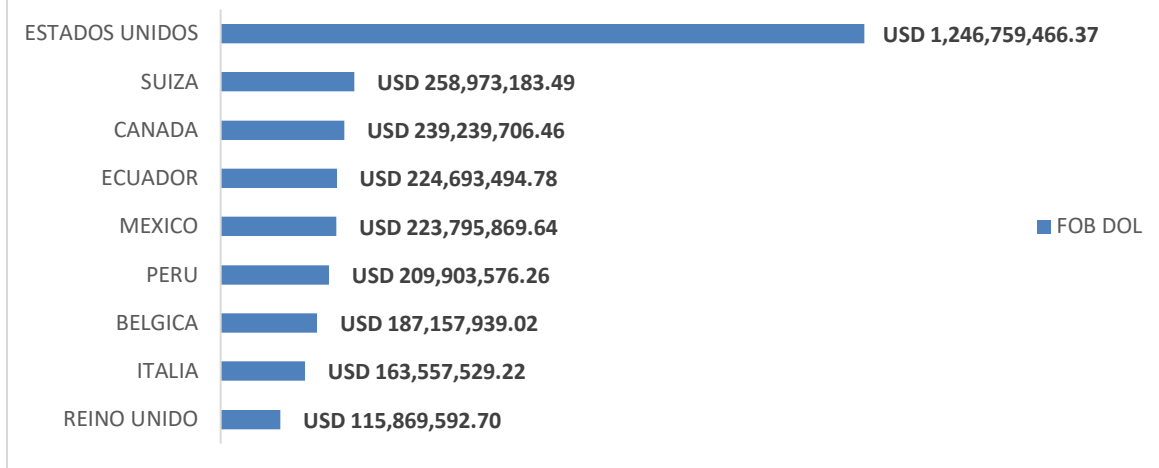 ESTADOS UNIDOS USD 1,246,759,466.37
SUIZA USD 258,973,183.49
CANADA USD 239,239,706.46
ECUADOR USD 224,693,494.78
MEXICO USD 223,795,869.64
FOB DOL
PERU USD 209,903,576.26
BELGICA USD 187,157,939.02
ITALIA USD 163,557,529.22
REINO UNIDO USD 115,869,592.70